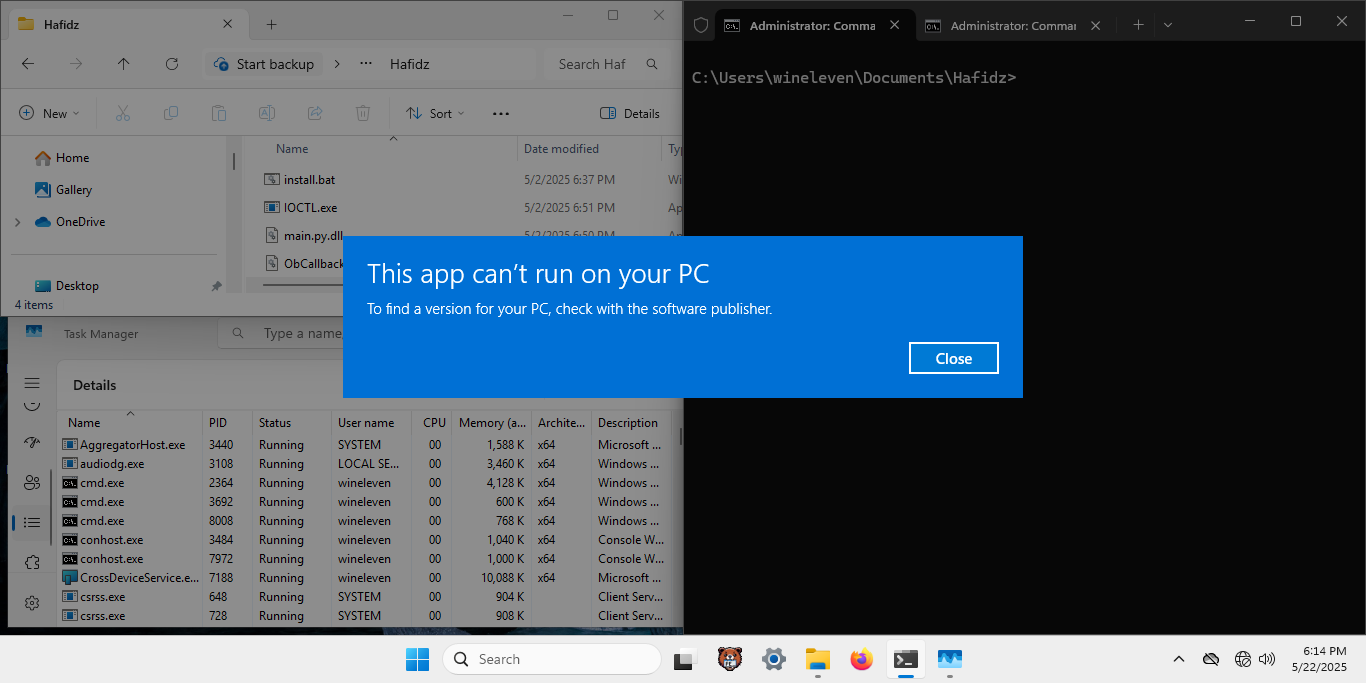 Hafidz
Administrator: Comma
Administrator: Comma
Start backup
Hafidz
Search Haf
C:\Users\wineleven\Documents\Hafidz>
New
Sort
Details
Name
Date modified
Typ
Home
install.bat
5/2/2025 6:37 PM
Wi
Gallery
IOCTL.exe
5/2/2025 6:51 PM
Ap
OneDrive
main.py.dll
5/2/2025 6:50 PM
Ap
ObCallback
Desktop
4 items
This app can't run on your PC
To find a version for your PC, check with the software publisher.
Close
Task Manager
Type a name,
Details
Name PID Status User name CPU Memory (a... Archite... Description
AggregatorHost.exe 3440 Running SYSTEM 00 1,588 K x64 Microsoft ...
audiodg.exe 3108 Running LOCAL SE... 00 3,460 K x64 Windows ...
cmd.exe 2364 Running wineleven 00 4,128 K x64 Windows ...
cmd.exe 3692 Running wineleven 00 600 K x64 Windows ...
cmd.exe 8008 Running wineleven 00 768 K x64 Windows ...
conhost.exe 3484 Running wineleven 00 1,040 K x64 Console W...
conhost.exe 7972 Running wineleven 00 1,000 K x64 Console W...
CrossDeviceService.e... 7188 Running wineleven 00 10,088 K x64 Microsoft ...
csrss.exe 648 Running SYSTEM 00 904 K Client Serv...
csrss.exe 728 Running SYSTEM 00 908 K Client Serv...
Search
6:14 PM
5/22/2025